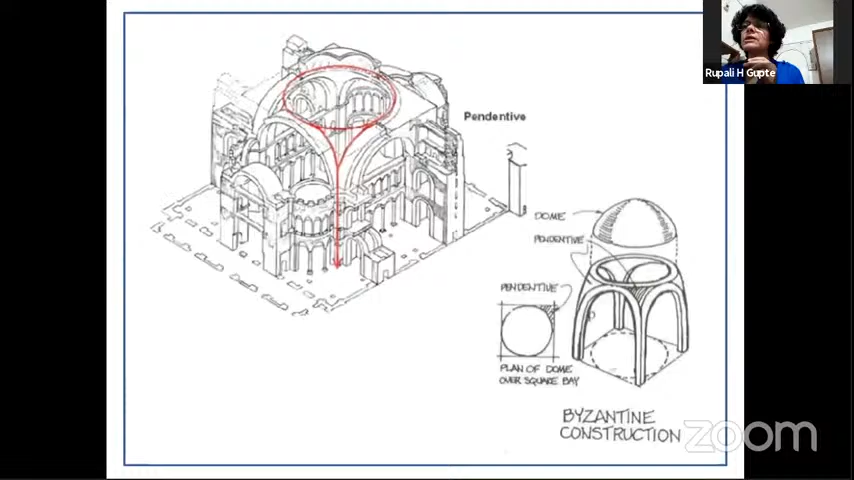 Rupali H Gupte
Pendentive
DOME
PENDENTIVE
PENDENTIVE
PLAN OF DOME
OVER SQUARE BAY
BYZANTINE
CONSTRUCTION
zoom